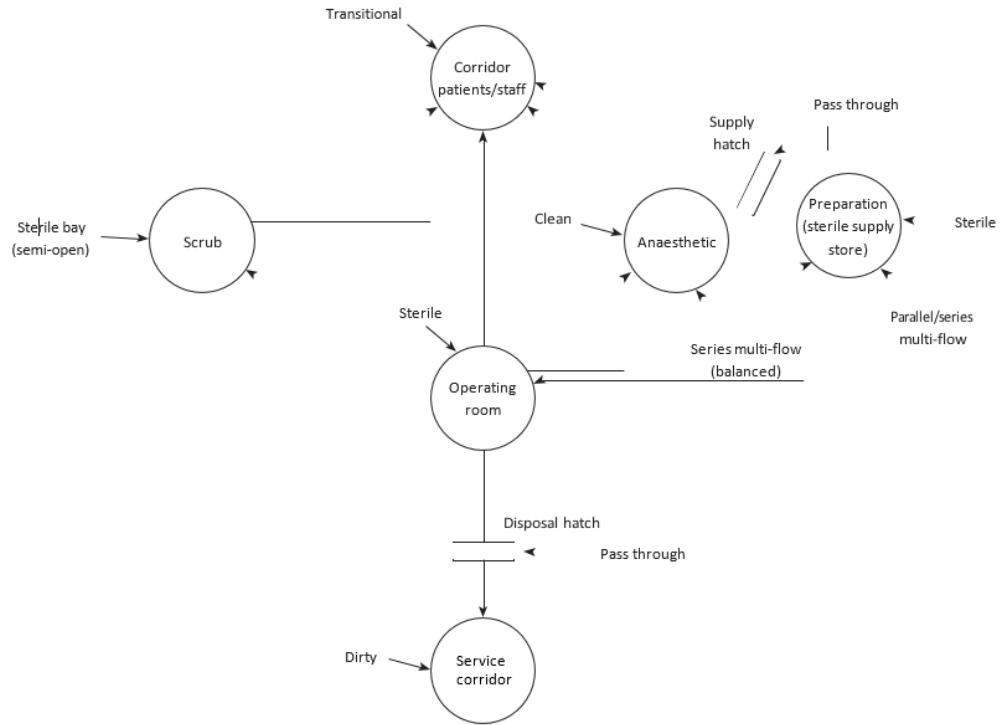 Transitional
Corridor
patients/staff
Pass through
Supply
hatch
Sterile bay
(semi-open)
Scrub
Clean
Anaesthetic
Preparation
(sterile supply
store)
Sterile
Sterile
Parallel/series
multi-flow
Series multi-flow
(balanced)
Operating
room
Disposal hatch
Pass through
Dirty
Service
corridor